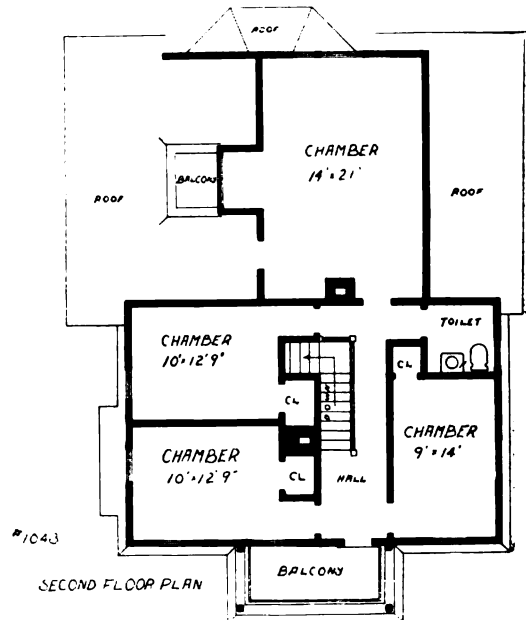 ROOF
CHAMBER
14' × 21'
BALCONY
ROOF
ROOF
TOILET
CHAMBER
10' × 12' 9"
CL
CL
DOWN
CHAMBER
9' × 14'
CHAMBER
10' × 12' 9"
CL
HALL
#1043
BALCONY
SECOND FLOOR PLAN